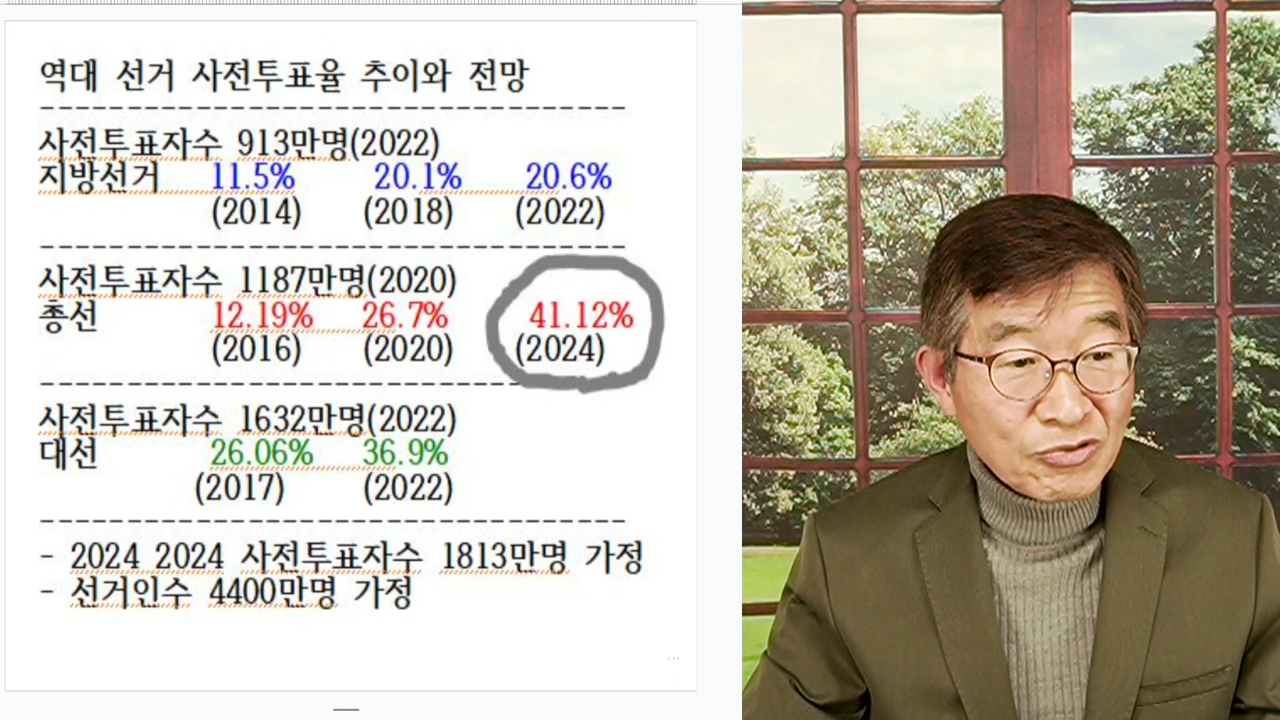 역대 선거 사전투표율 추이와 전망
---------------------------------
사전투표자수 913만명(2022)
지방선거 11.5% 20.1% 20.6%
(2014) (2018) (2022)
---------------------------------
사전투표자수 1187만명(2020)
총선 12.19% 26.7% 41.12%
(2016) (2020) (2024)
---------------------------------
사전투표자수 1632만명(2022)
대선 26.06% 36.9%
(2017) (2022)
---------------------------------
- 2024 2024 사전투표자수 1813만명 가정
- 선거인수 4400만명 가정